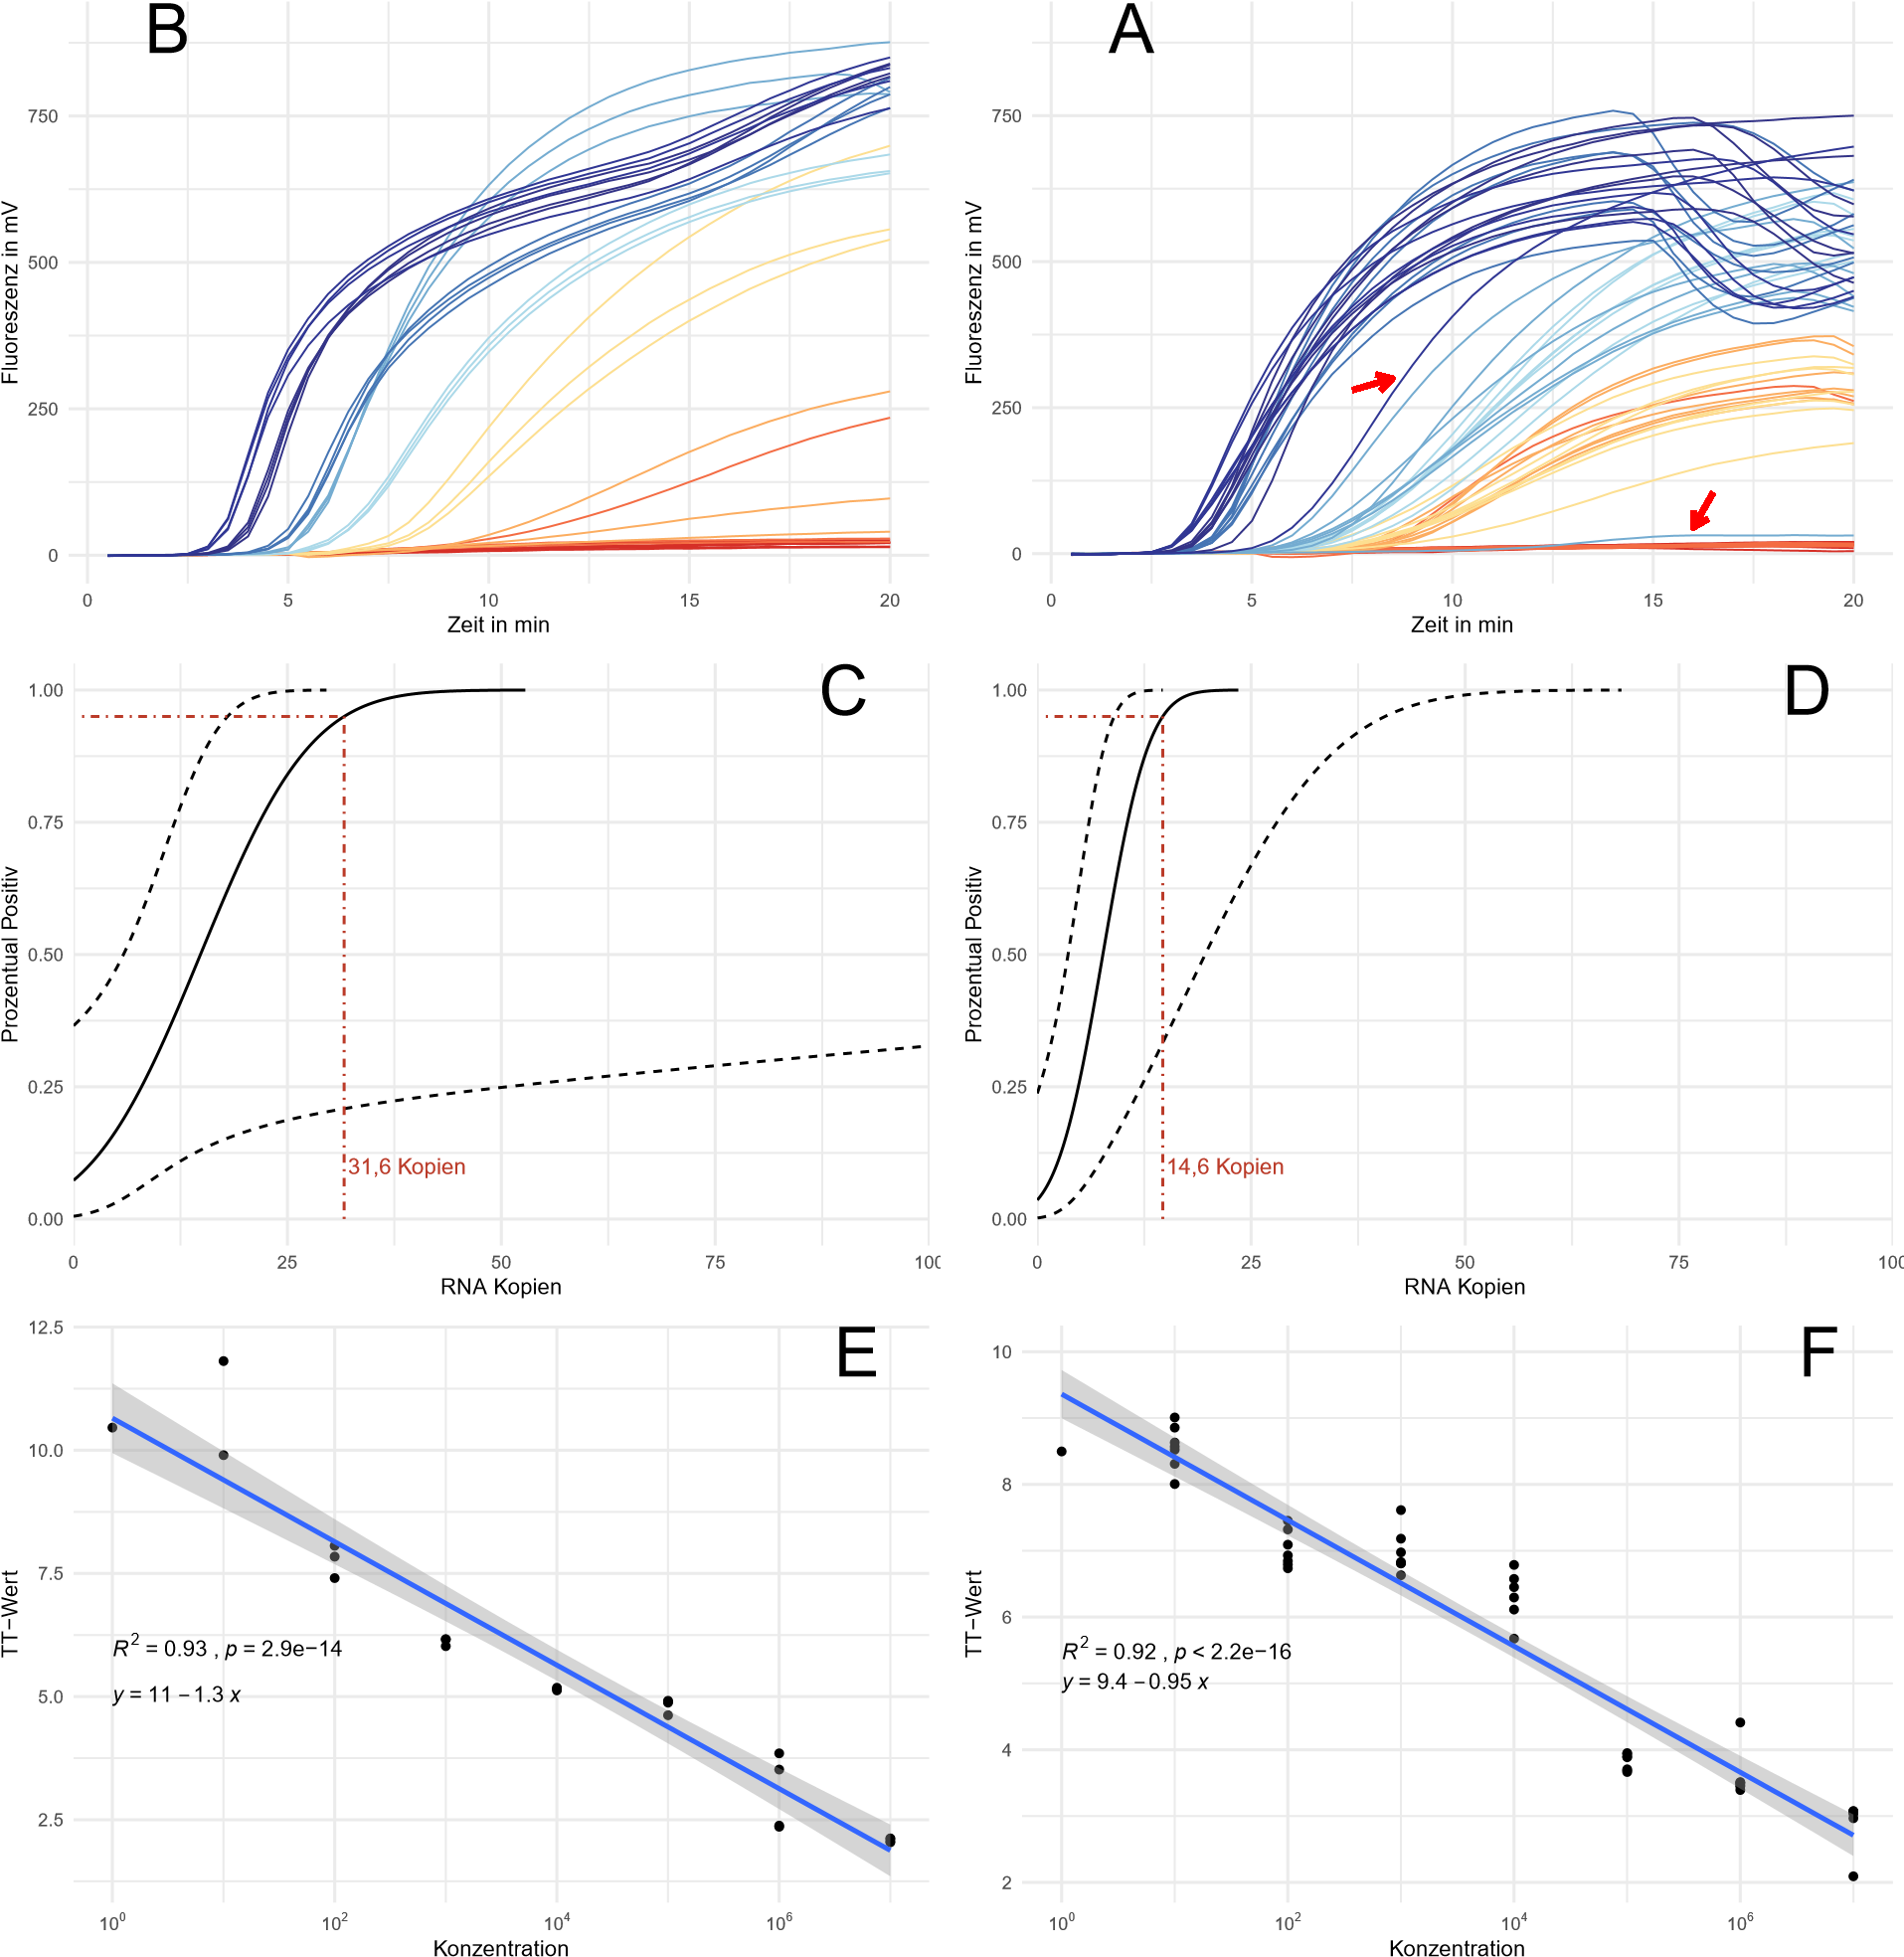 B
750
500
250
0
0 5 10 15 20
Zeit in min
Fluoreszenz in mV
A
750
500
250
0
0 5 10 15 20
Zeit in min
Fluoreszenz in mV
C
1.00
0.75
0.50
0.25
0.00
31,6 Kopien
0 25 50 75 100
RNA Kopien
Prozentual Positiv
D
1.00
0.75
0.50
0.25
0.00
14,6 Kopien
0 25 50 75 100
RNA Kopien
Prozentual Positiv
E
12.5
10.0
7.5
5.0
2.5
R² = 0.93 , p = 2.9e−14
y = 11 −1.3 x
10⁰ 10² 10⁴ 10⁶
Konzentration
TT−Wert
F
10
8
6
4
2
R² = 0.92 , p < 2.2e−16
y = 9.4 −0.95 x
10⁰ 10² 10⁴ 10⁶
Konzentration
TT−Wert